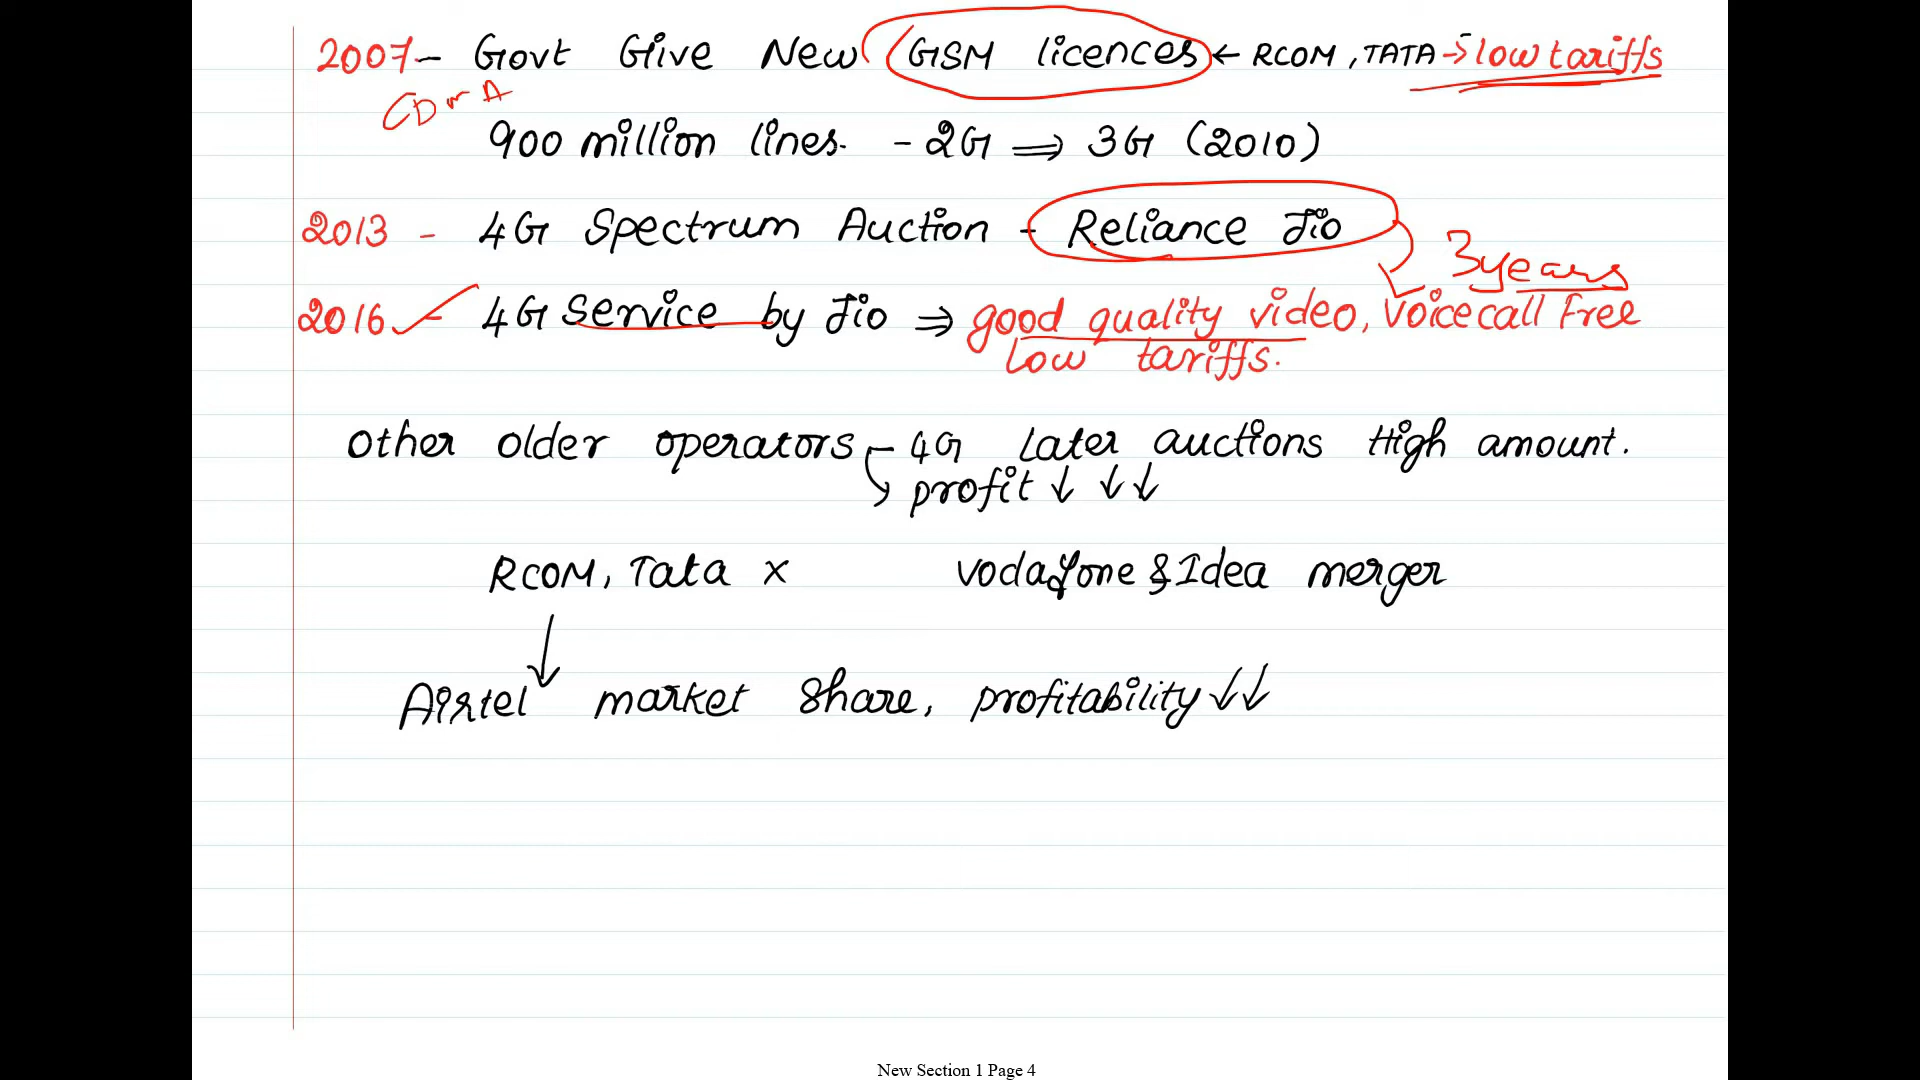 2007 - Govt Give New GSM licences ← RCOM, TATA → low tariffs
CDMA
900 million lines. - 2G ⇒ 3G (2010)
2013 - 4G Spectrum Auction - Reliance Jio
3years
2016 ✓ - 4G Service by Jio ⇒ good quality video, Voicecall Free
Low tariffs.
Other older operators - 4G Later auctions High amount.
profit ↓ ↓ ↓
RCOM, Tata x Vodafone & Idea merger
↓
Airtel market share, profitability ↓↓
New Section 1 Page 4